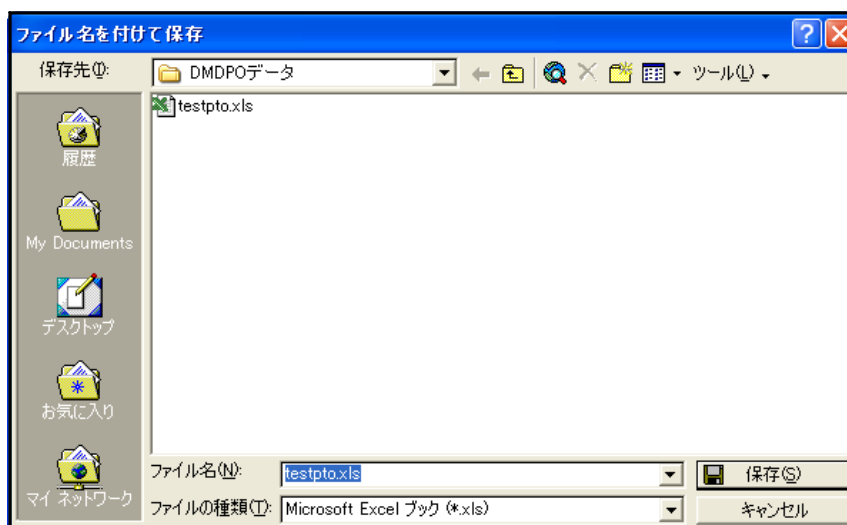 ファイル名を付けて保存
保存先(I):
DMDPOデータ
ツール(L)
testpto.xls
履歴
My Documents
デスクトップ
お気に入り
マイ ネットワーク
ファイル名(N):
testpto.xls
保存(S)
ファイルの種類(T):
Microsoft Excel ブック (*.xls)
キャンセル